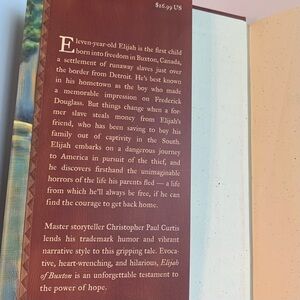 $16.99 US
Eleven-year-old Elijah is the first child
born into freedom in Buxton, Canada,
a settlement of runaway slaves just over
the border from Detroit. He's best known
in his hometown as the boy who made
a memorable impression on Frederick
Douglass. But things change when a for-
mer slave steals money from Elijah's
friend, who has been saving to buy his
family out of captivity in the South.
Elijah embarks on a dangerous journey
to America in pursuit of the thief, and
he discovers firsthand the unimaginable
horrors of the life his parents fled — a life
from which he'll always be free, if he can
find the courage to get back home.
Master storyteller Christopher Paul Curtis
lends his trademark humor and vibrant
narrative style to this gripping tale. Evoca-
tive, heart-wrenching, and hilarious, Elijah
of Buxton is an unforgettable testament to
the power of hope.